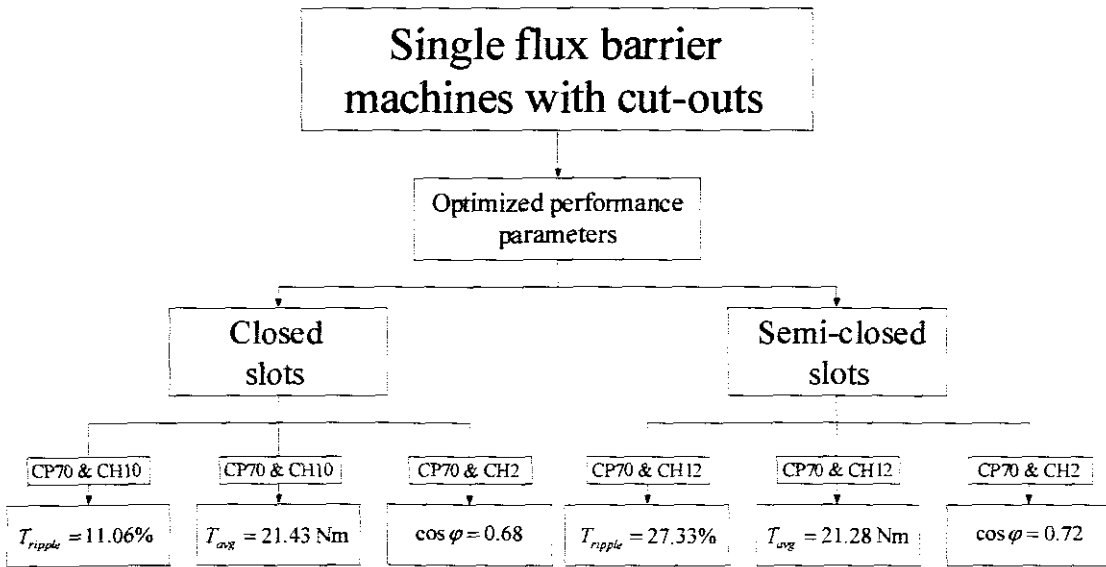 Single flux barrier
machines with cut-outs
Optimized performance
parameters
Closed
slots
Semi-closed
slots
CP70 & CH10
CP70 & CH10
CP70 & CH2
CP70 & CH12
CP70 & CH12
CP70 & CH2
T_ripple = 11.06%
T_avg = 21.43 Nm
cos φ = 0.68
T_ripple = 27.33%
T_avg = 21.28 Nm
cos φ = 0.72